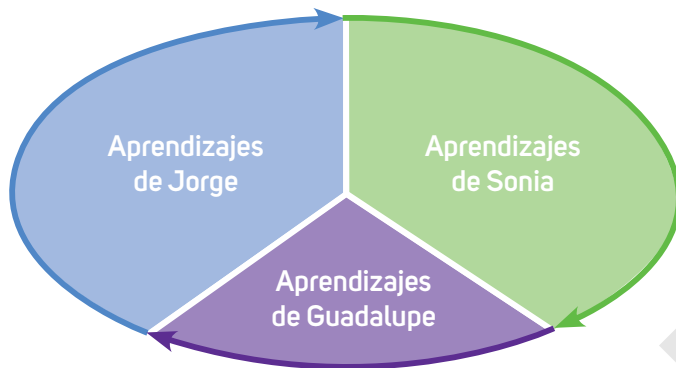 Aprendizajes
de Jorge
Aprendizajes
de Sonia
Aprendizajes
de Guadalupe